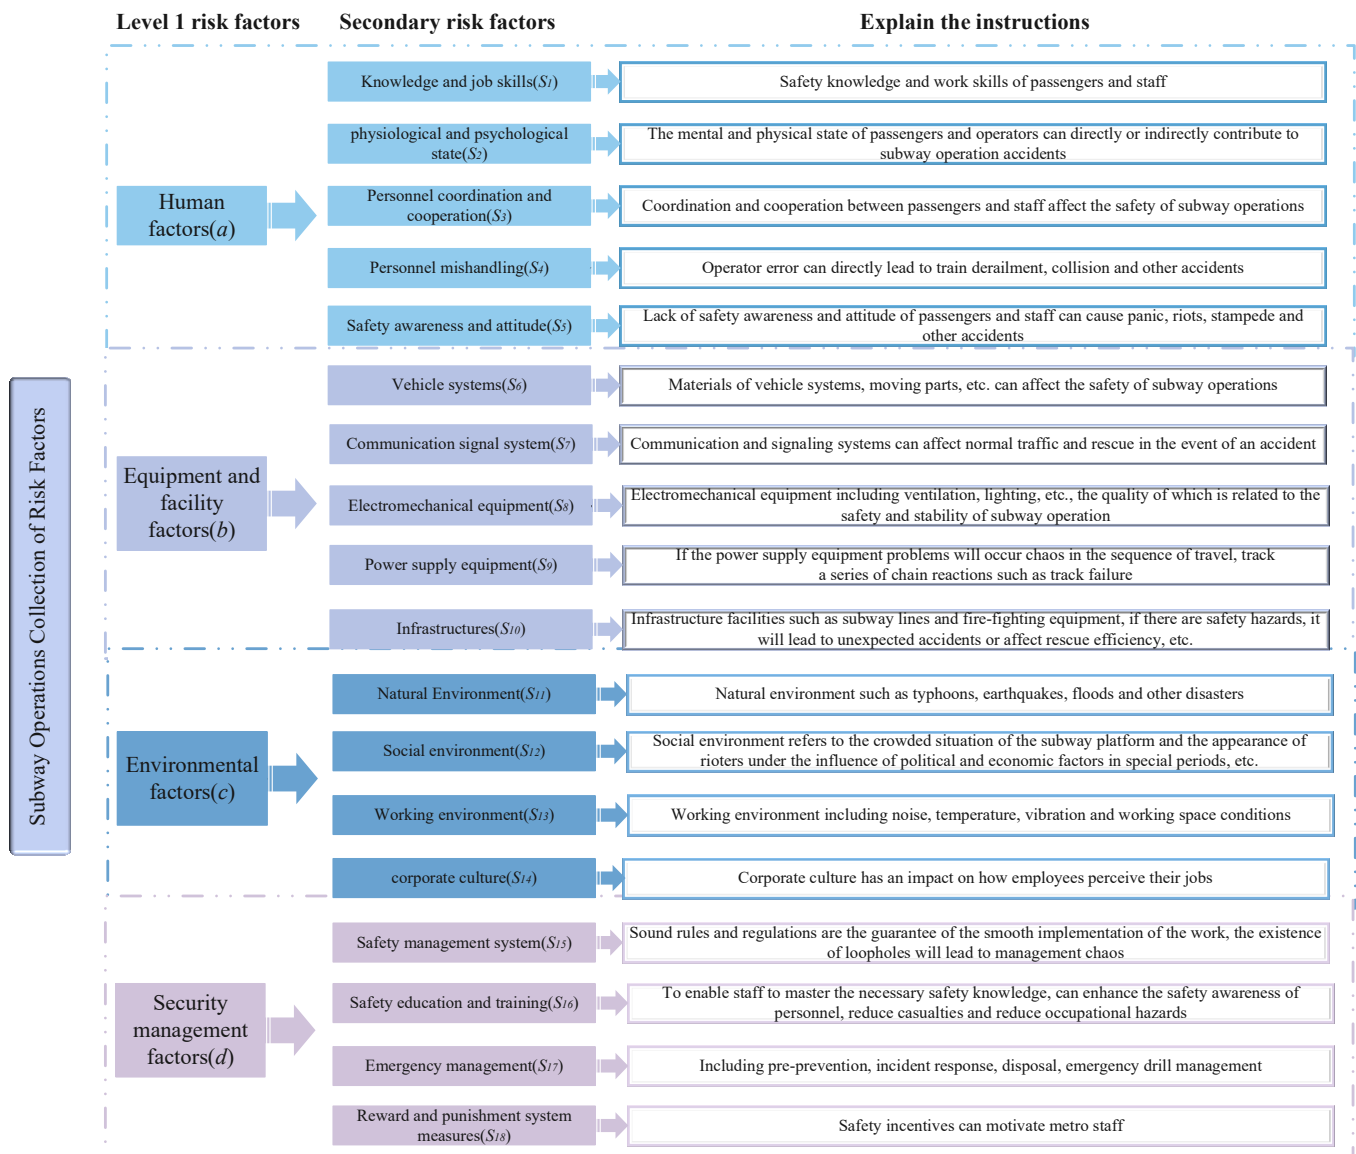 Level 1 risk factors
Secondary risk factors
Explain the instructions
Subway Operations Collection of Risk Factors
Human
factors(a)
Knowledge and job skills(S1)
Safety knowledge and work skills of passengers and staff
physiological and psychological
state(S2)
The mental and physical state of passengers and operators can directly or indirectly contribute to
subway operation accidents
Personnel coordination and
cooperation(S3)
Coordination and cooperation between passengers and staff affect the safety of subway operations
Personnel mishandling(S4)
Operator error can directly lead to train derailment, collision and other accidents
Safety awareness and attitude(S5)
Lack of safety awareness and attitude of passengers and staff can cause panic, riots, stampede and
other accidents
Equipment and
facility
factors(b)
Vehicle systems(S6)
Materials of vehicle systems, moving parts, etc. can affect the safety of subway operations
Communication signal system(S7)
Communication and signaling systems can affect normal traffic and rescue in the event of an accident
Electromechanical equipment(S8)
Electromechanical equipment including ventilation, lighting, etc., the quality of which is related to the
safety and stability of subway operation
Power supply equipment(S9)
If the power supply equipment problems will occur chaos in the sequence of travel, track
a series of chain reactions such as track failure
Infrastructures(S10)
Infrastructure facilities such as subway lines and fire-fighting equipment, if there are safety hazards, it
will lead to unexpected accidents or affect rescue efficiency, etc.
Environmental
factors(c)
Natural Environment(S11)
Natural environment such as typhoons, earthquakes, floods and other disasters
Social environment(S12)
Social environment refers to the crowded situation of the subway platform and the appearance of
rioters under the influence of political and economic factors in special periods, etc.
Working environment(S13)
Working environment including noise, temperature, vibration and working space conditions
corporate culture(S14)
Corporate culture has an impact on how employees perceive their jobs
Security
management
factors(d)
Safety management system(S15)
Sound rules and regulations are the guarantee of the smooth implementation of the work, the existence
of loopholes will lead to management chaos
Safety education and training(S16)
To enable staff to master the necessary safety knowledge, can enhance the safety awareness of
personnel, reduce casualties and reduce occupational hazards
Emergency management(S17)
Including pre-prevention, incident response, disposal, emergency drill management
Reward and punishment system
measures(S18)
Safety incentives can motivate metro staff